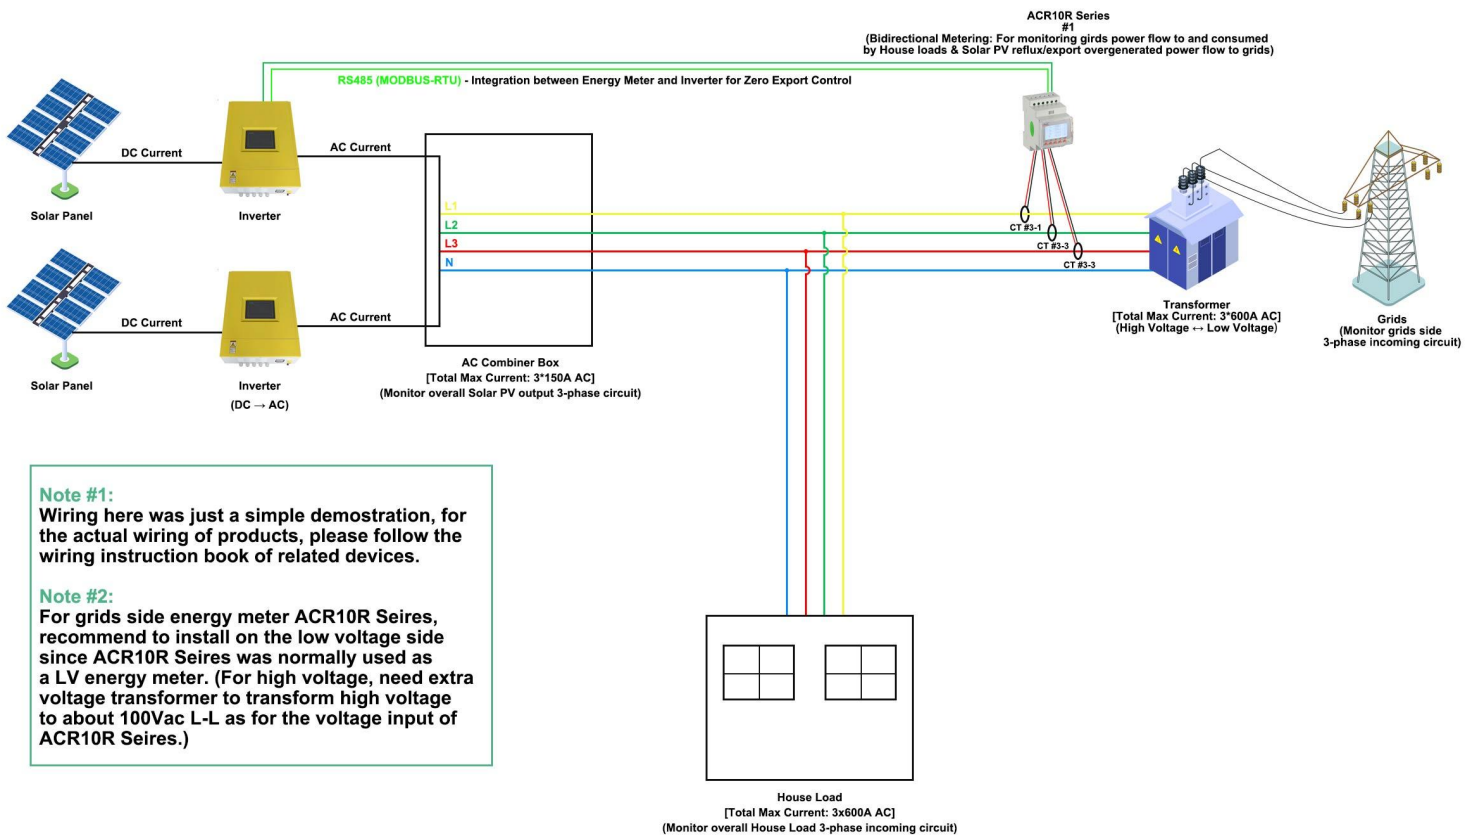 ACR10R Series
#1
(Bidirectional Metering: For monitoring girds power flow to and consumed
by House loads & Solar PV reflux/export overgenerated power flow to grids)
RS485 (MODBUS-RTU) - Integration between Energy Meter and Inverter for Zero Export Control
DC Current
AC Current
Solar Panel
Inverter
L1
L2
L3
N
CT #3-1
CT #3-3
CT #3-3
Transformer
[Total Max Current: 3*600A AC]
(High Voltage ↔ Low Voltage)
Grids
(Monitor grids side
3-phase incoming circuit)
DC Current
AC Current
Solar Panel
Inverter
(DC → AC)
AC Combiner Box
[Total Max Current: 3*150A AC]
(Monitor overall Solar PV output 3-phase circuit)
Note #1:
Wiring here was just a simple demostration, for
the actual wiring of products, please follow the
wiring instruction book of related devices.
Note #2:
For grids side energy meter ACR10R Seires,
recommend to install on the low voltage side
since ACR10R Seires was normally used as
a LV energy meter. (For high voltage, need extra
voltage transformer to transform high voltage
to about 100Vac L-L as for the voltage input of
ACR10R Seires.)
House Load
[Total Max Current: 3x600A AC]
(Monitor overall House Load 3-phase incoming circuit)